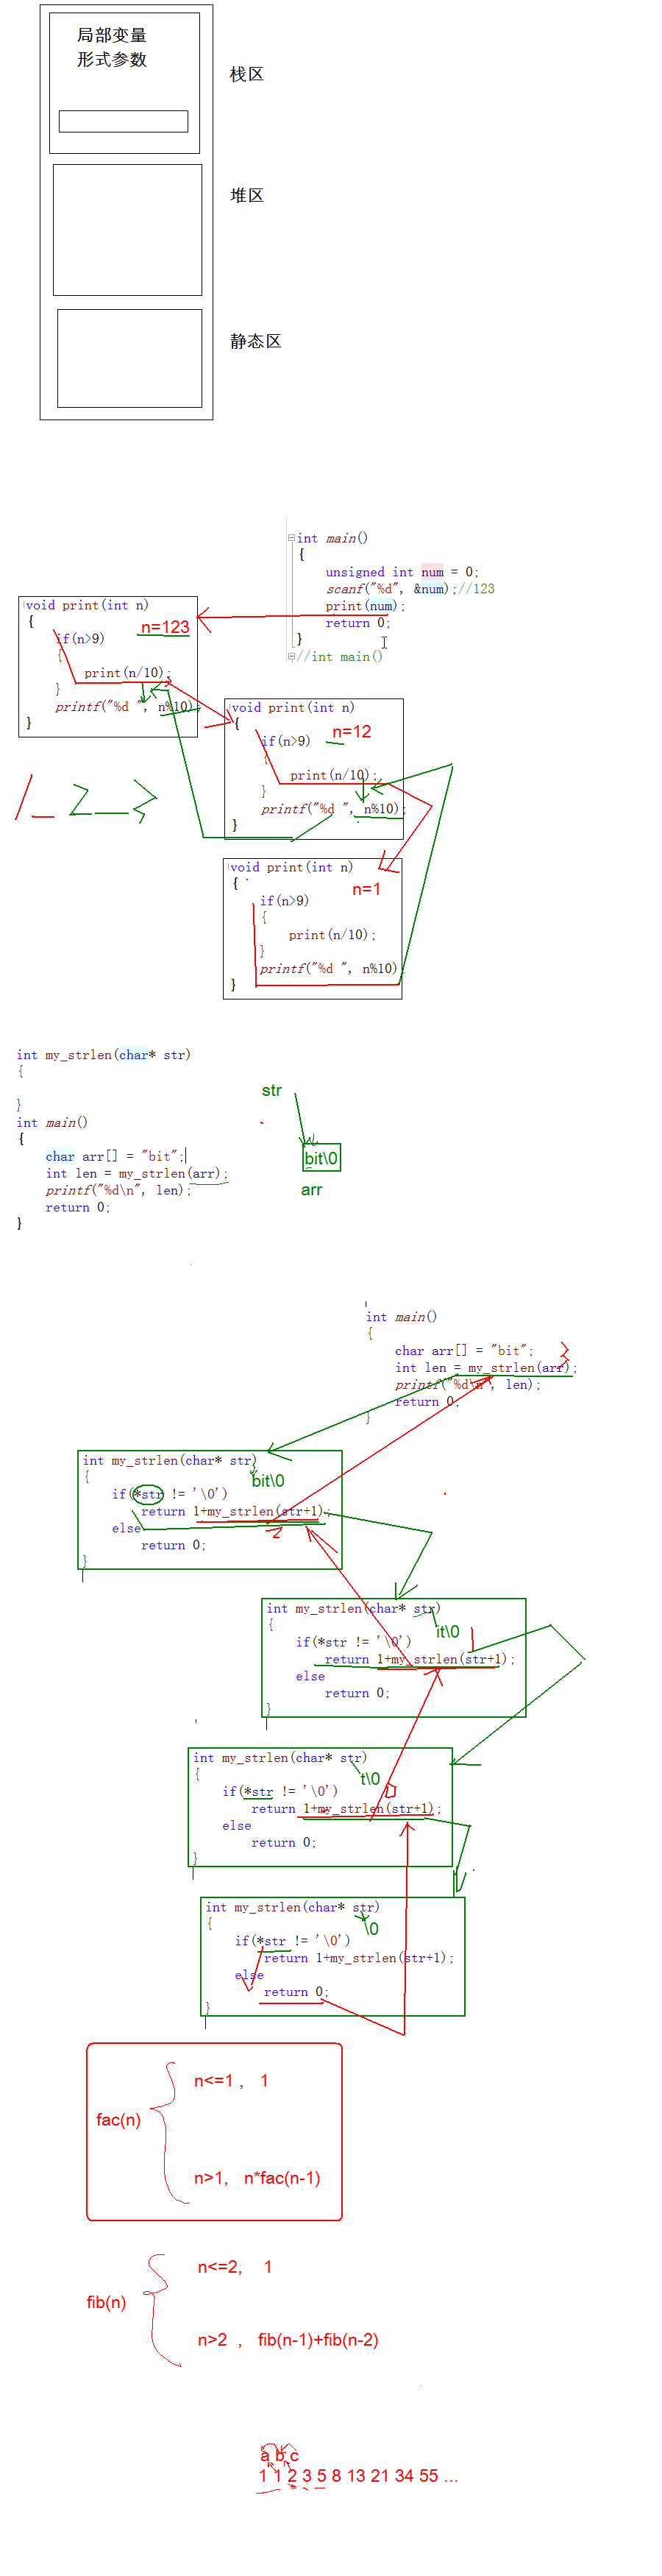 局部变量
形式参数
栈区
堆区
静态区
int main()
{
unsigned int num = 0;
scanf("%d", &num);//123
print(num);
return 0;
}
//int main()
void print(int n)
{
n=123
if(n>9)
{
print(n/10);
}
printf("%d ", n%10);
}
1 2 3
void print(int n)
{
n=12
if(n>9)
{
print(n/10);
}
printf("%d ", n%10);
}
void print(int n)
{
n=1
if(n>9)
{
print(n/10);
}
printf("%d ", n%10)
}
int my_strlen(char* str)
{
}
int main()
{
char arr[] = "bit";
int len = my_strlen(arr);
printf("%d\n", len);
return 0;
}
str
bit\0
arr
int main()
{
char arr[] = "bit"; 3
int len = my_strlen(arr);
printf("%d\n", len);
return 0;
}
int my_strlen(char* str)
{
bit\0
if(*str != '\0')
return 1+my_strlen(str+1);
else 2
return 0;
}
int my_strlen(char* str)
{
it\0 1
if(*str != '\0')
return 1+my_strlen(str+1);
else
return 0;
}
int my_strlen(char* str)
{
t\0 0
if(*str != '\0')
return 1+my_strlen(str+1);
else
return 0;
}
int my_strlen(char* str)
{
\0
if(*str != '\0')
return 1+my_strlen(str+1);
else
return 0;
}
n<=1 , 1
fac(n)
n>1, n*fac(n-1)
n<=2, 1
fib(n)
n>2 , fib(n-1)+fib(n-2)
a b c
1 1 2 3 5 8 13 21 34 55 ...